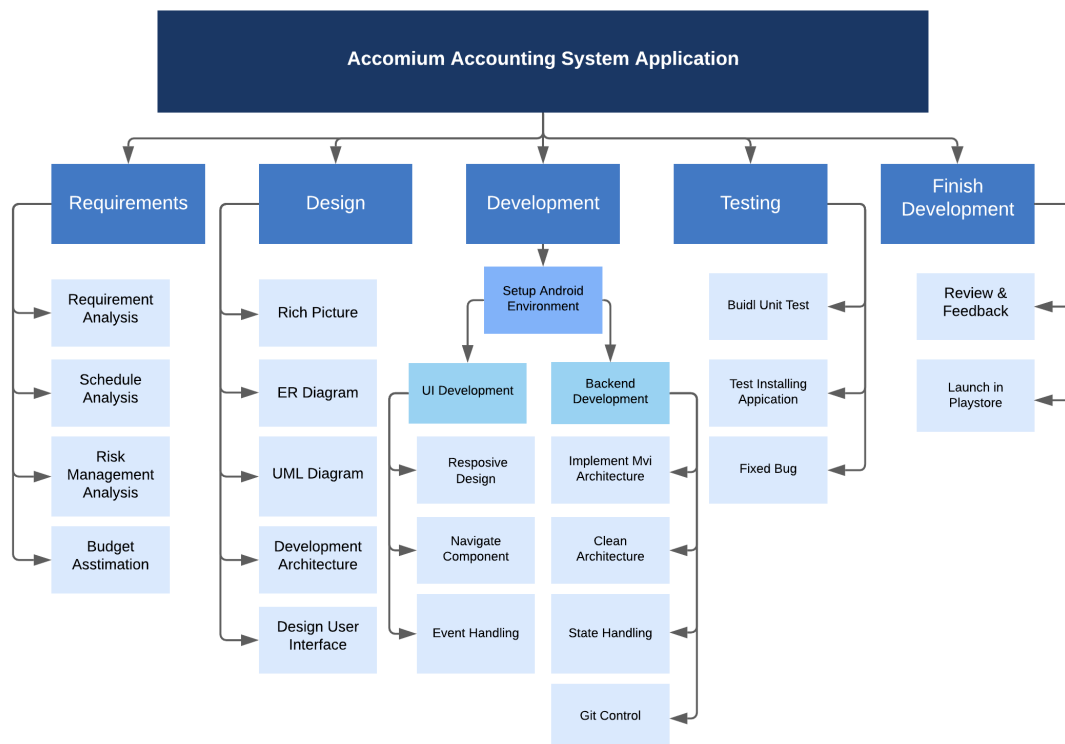 Accomium Accounting System Application
Requirements
Design
Development
Testing
Finish
Development
Requirement
Analysis
Schedule
Analysis
Risk
Management
Analysis
Budget
Asstimation
Rich Picture
ER Diagram
UML Diagram
Development
Architecture
Design User
Interface
Setup Android
Environment
UI Development
Resposive
Design
Navigate
Component
Event Handling
Backend
Development
Implement Mvi
Architecture
Clean
Architecture
State Handling
Git Control
Buidl Unit Test
Test Installing
Appication
Fixed Bug
Review &
Feedback
Launch in
Playstore